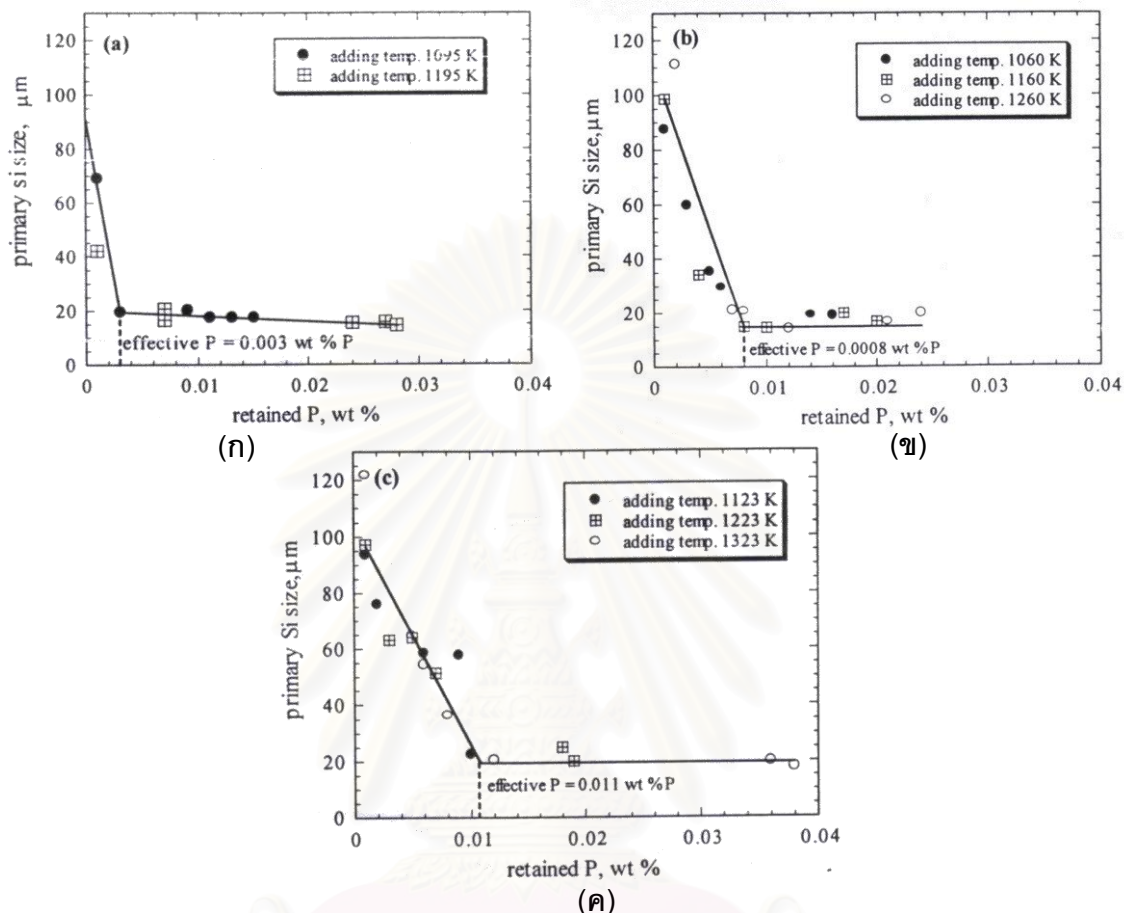 (a)
adding temp. 1095 K
adding temp. 1195 K
primary si size, µm
120
100
80
60
40
20
0
effective P = 0.003 wt % P
0 0.01 0.02 0.03 0.04
retained P, wt %
(ก)
(b)
adding temp. 1060 K
adding temp. 1160 K
adding temp. 1260 K
primary Si size,µm
120
100
80
60
40
20
0
effective P = 0.0008 wt % P
0 0.01 0.02 0.03 0.04
retained P, wt %
(ข)
(c)
adding temp. 1123 K
adding temp. 1223 K
adding temp. 1323 K
primary Si size,µm
120
100
80
60
40
20
0
effective P = 0.011 wt % P
0 0.01 0.02 0.03 0.04
retained P, wt %
(ค)